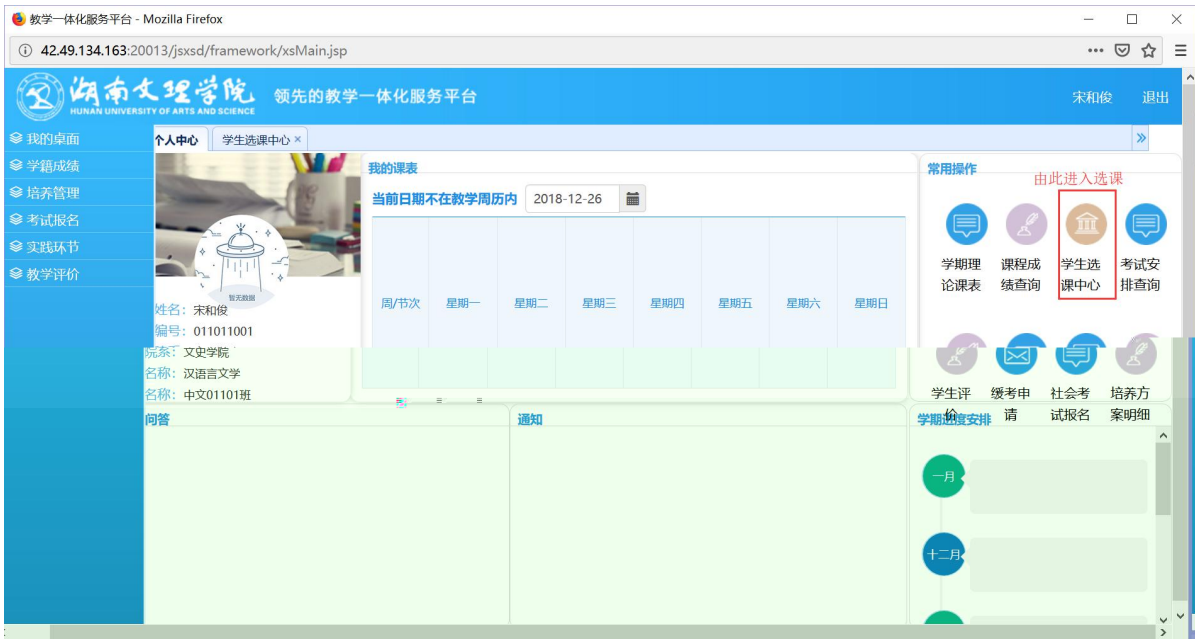 教学一体化服务平台 - Mozilla Firefox
42.49.134.163:20013/jsxsd/framework/xsMain.jsp
湖南文理学院
HUNAN UNIVERSITY OF ARTS AND SCIENCE
领先的教学一体化服务平台
宋和俊 退出
我的桌面
学籍成绩
培养管理
考试报名
实践环节
教学评价
个人中心 学生选课中心 ×
暂无数据
姓名：宋和俊
编号：011011001
院系：文史学院
名称：汉语言文学
名称：中文01101班
我的课表
当前日期不在教学周历内 2018-12-26
周/节次 星期一 星期二 星期三 星期四 星期五 星期六 星期日
常用操作
由此进入选课
学期理论课表
课程成绩查询
学生选课中心
考试安排查询
学生评价
缓考申请
社会考试报名
培养方案明细
问答
通知
学期进度安排
一月
十二月